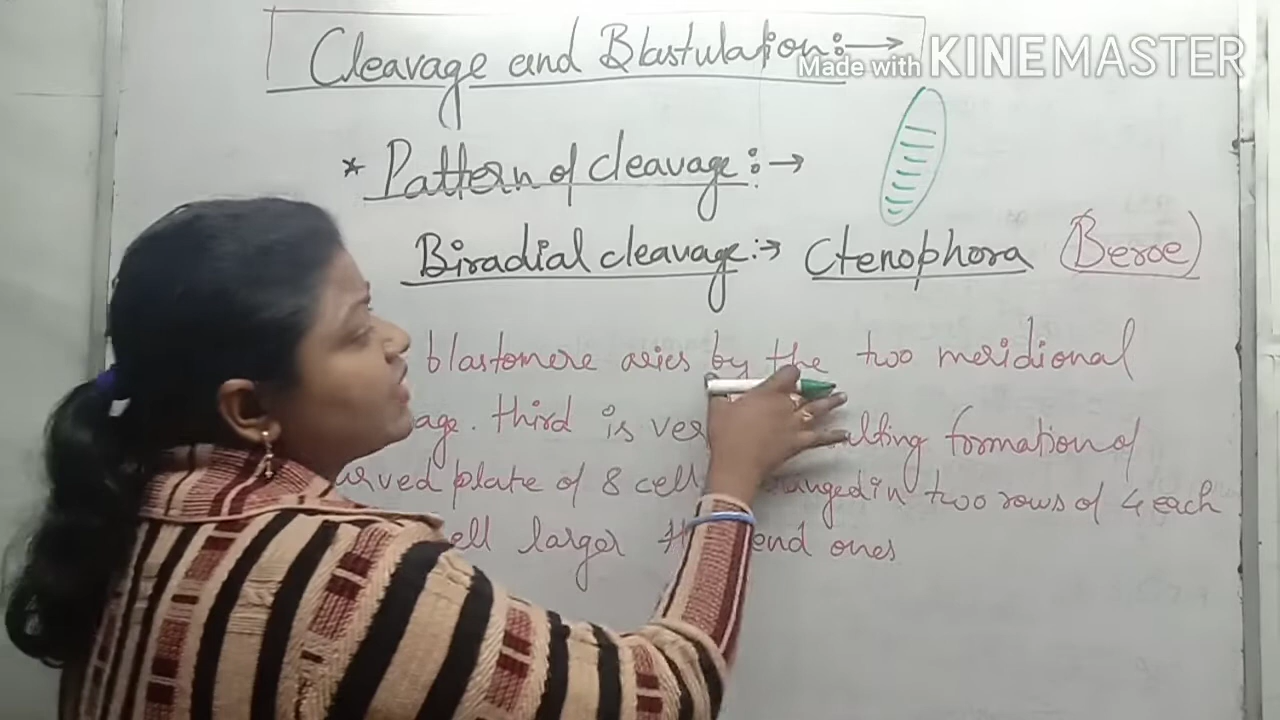 Cleavage and Blastulation :→
Made with KINEMASTER
* Pattern of cleavage :→
Biradial cleavage :→ Ctenophora (Beroe)
blastomere aries by the two meridional
age. third is ver ulting formation of
urved plate of 8 cell anged in two rows of 4 each
ell larger th end ones